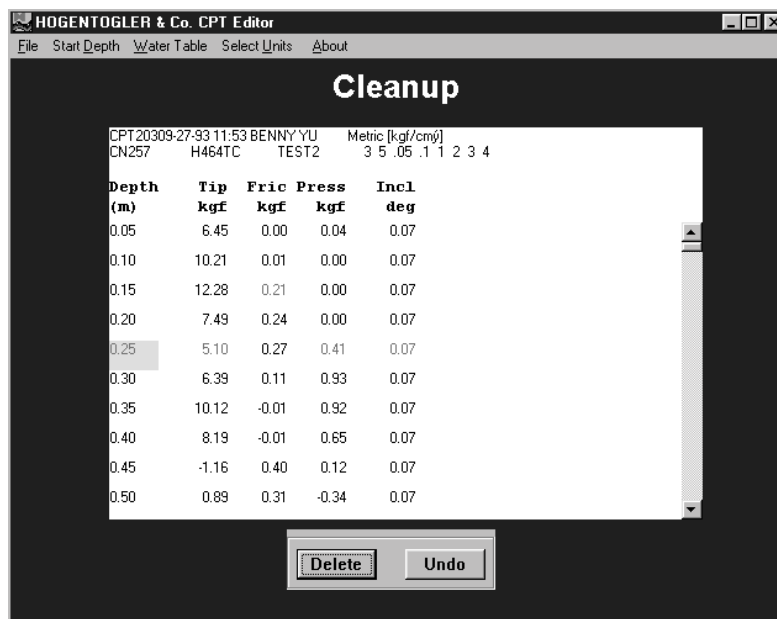 HOGENTOGLER & Co. CPT Editor
File Start Depth Water Table Select Units About
Cleanup
CPT20309-27-93 11:53 BENNY YU Metric [kgf/cmý]
CN257 H464TC TEST2 3 5 .05 .1 1 2 3 4
Depth Tip Fric Press Incl
(m) kgf kgf kgf deg
0.05 6.45 0.00 0.04 0.07
0.10 10.21 0.01 0.00 0.07
0.15 12.28 0.21 0.00 0.07
0.20 7.49 0.24 0.00 0.07
0.25 5.10 0.27 0.41 0.07
0.30 6.39 0.11 0.93 0.07
0.35 10.12 -0.01 0.92 0.07
0.40 8.19 -0.01 0.65 0.07
0.45 -1.16 0.40 0.12 0.07
0.50 0.89 0.31 -0.34 0.07
Delete Undo